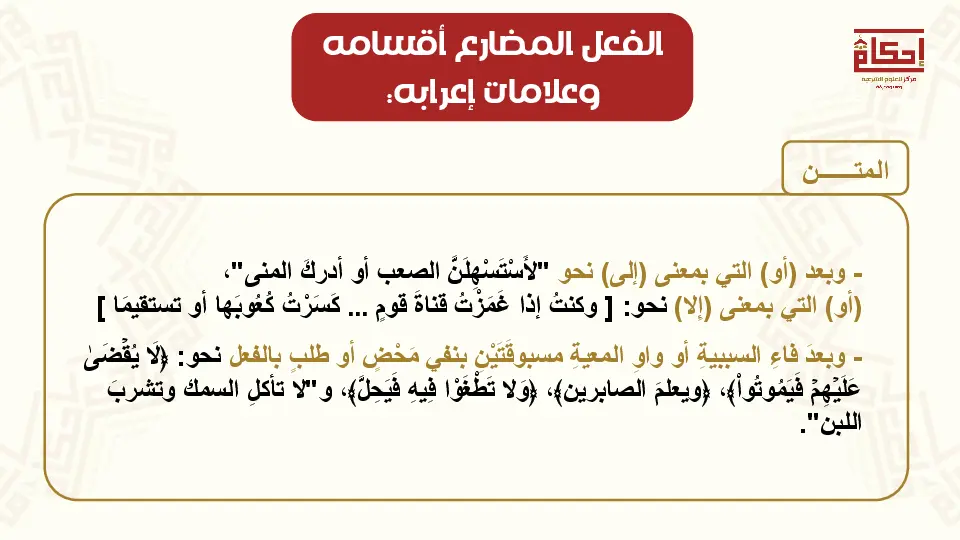 الفعل المضارع أقسامه
وعلامات إعرابه:
إحكام
مركز للعلوم الشرعية
المتــــــن
- وبعد (أو) التي بمعنى (إلى) نحو "لأَسْتَسْهِلَنَّ الصعب أو أدركَ المنى"،
(أو) التي بمعنى (إلا) نحو: [ وكنتُ إذا غَمَزْتُ قناةَ قومٍ ... كَسَرْتُ كُعُوبَها أو تستقيمَا ]
- وبعدَ فاءِ السببيةِ أو واوِ المعيةِ مسبوقَتَيْنِ بنفي مَحْضٍ أو طلبٍ بالفعل نحو: ﴿لَا يُقْضَىٰ
عَلَيْهِمْ فَيَمُوتُواْ﴾، ﴿ويعلمَ الصابرين﴾، ﴿وَلا تَطْغَوْا فِيهِ فَيَحِلَّ﴾، و"لا تأكلِ السمك وتشربَ
اللبن".